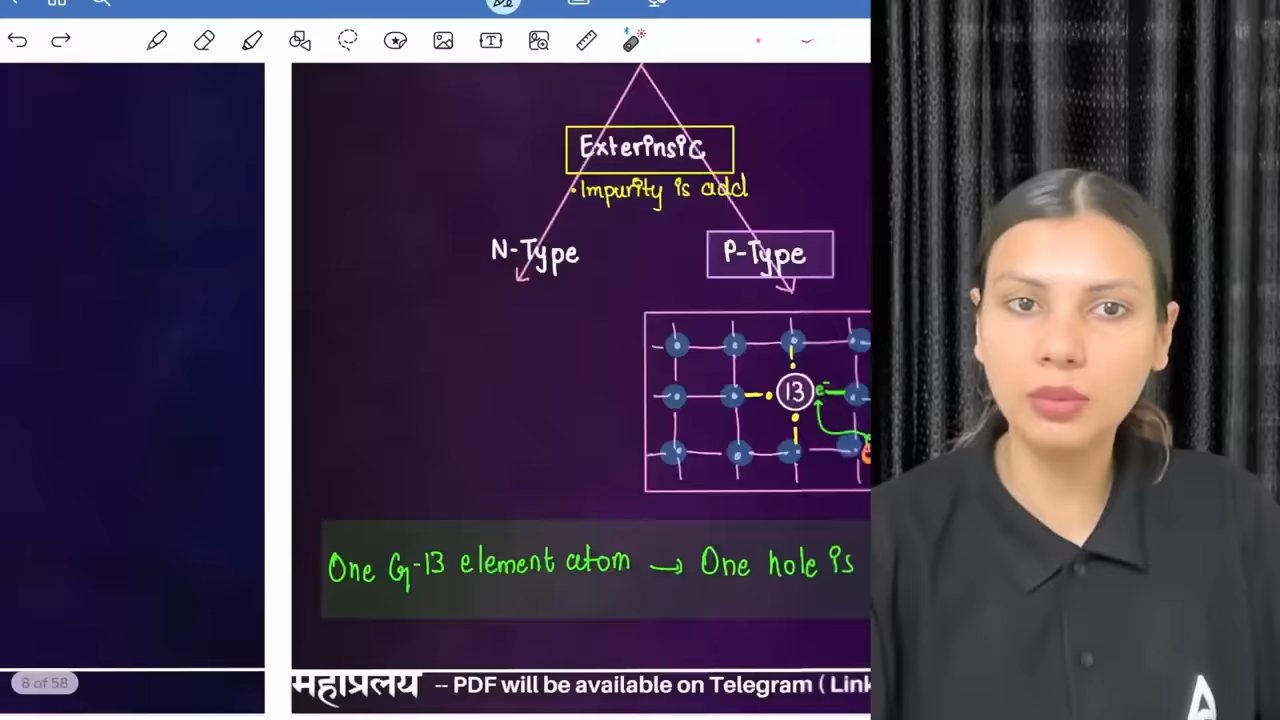 Exterinsic
• Impurity is add
N-Type
P-Type
13 e-
One G-13 element atom → One hole is
8 of 58
महाप्रलय -- PDF will be available on Telegram ( Link